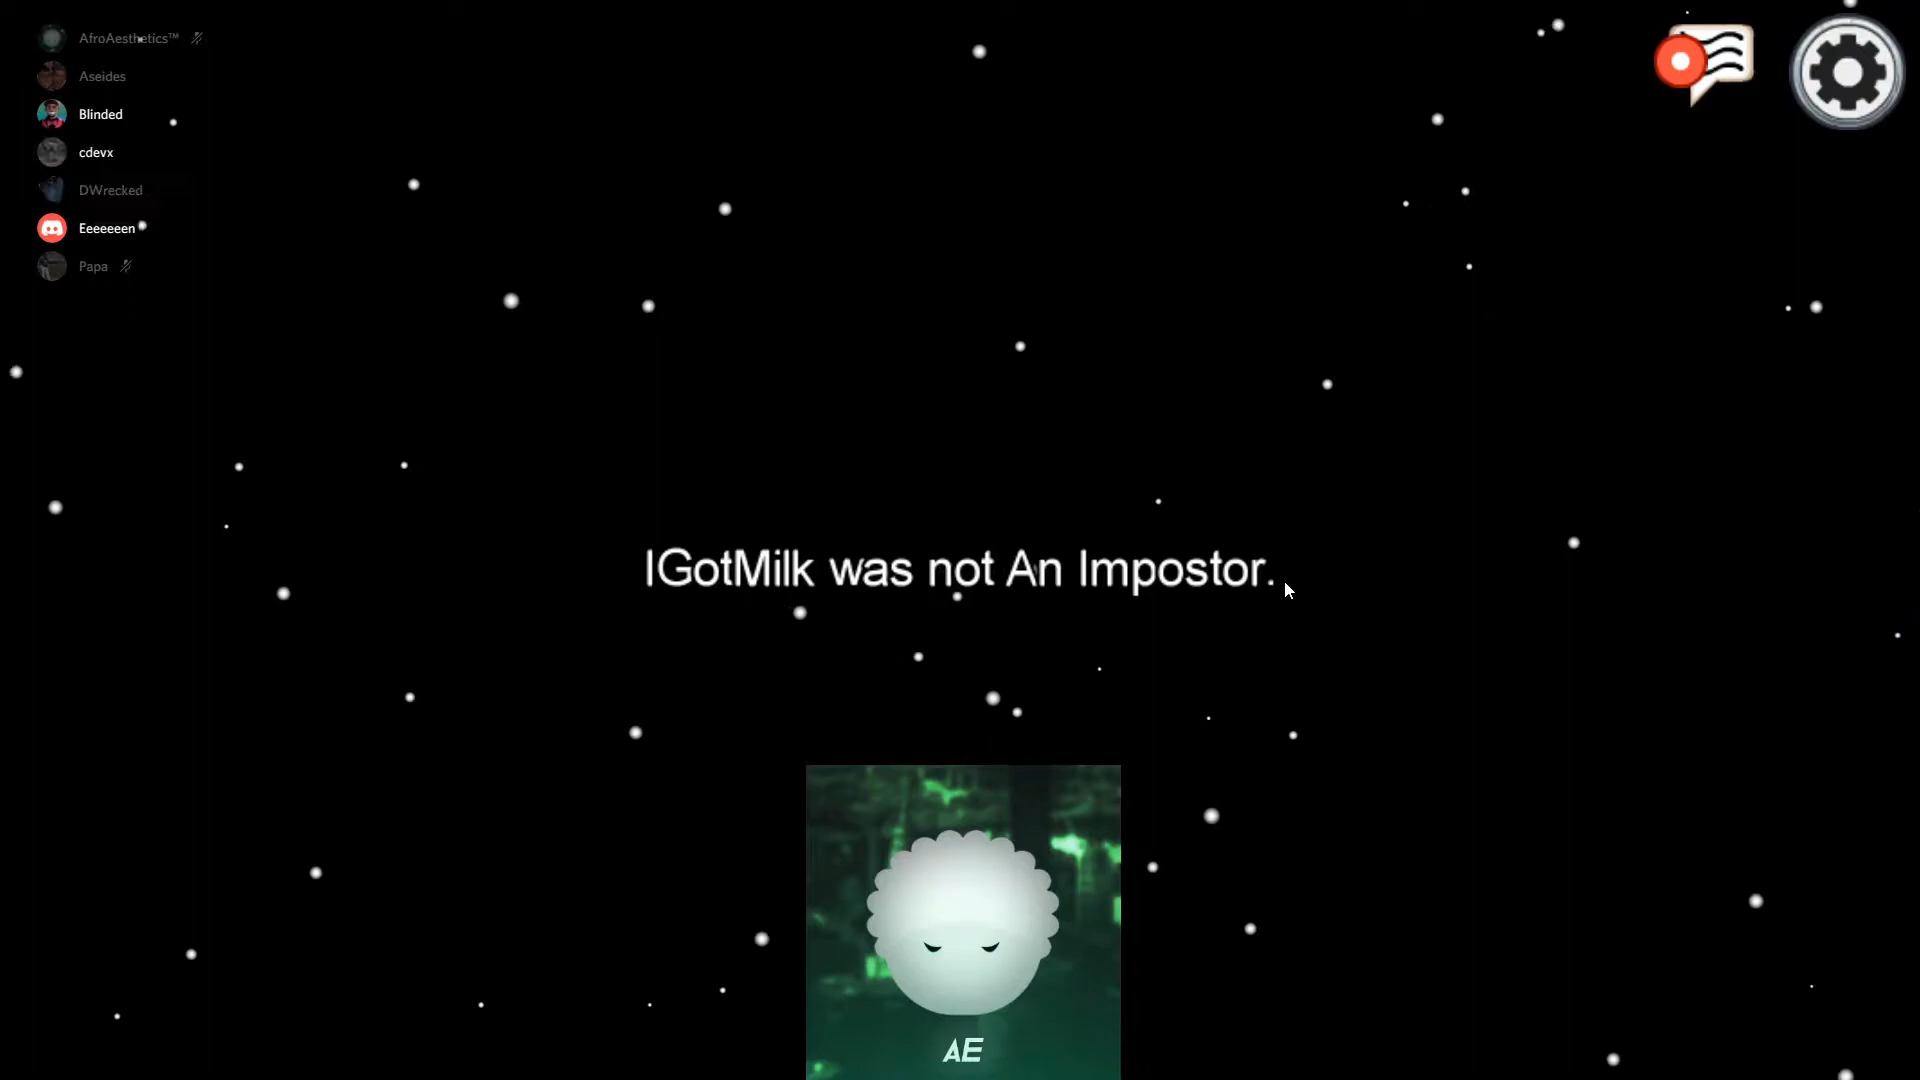 AfroAesthetics™
Aseides
Blinded
cdevx
DWrecked
Eeeeeeen
Papa
IGotMilk was not An Impostor.
AE